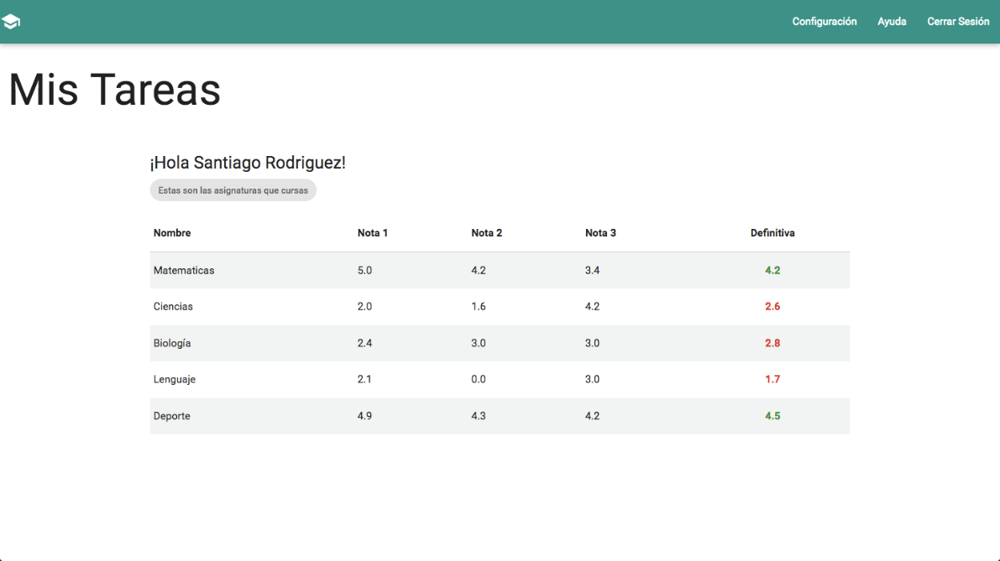 Configuración Ayuda Cerrar Sesión
Mis Tareas
¡Hola Santiago Rodriguez!
Estas son las asignaturas que cursas
Nombre Nota 1 Nota 2 Nota 3 Definitiva
Matematicas 5.0 4.2 3.4 4.2
Ciencias 2.0 1.6 4.2 2.6
Biología 2.4 3.0 3.0 2.8
Lenguaje 2.1 0.0 3.0 1.7
Deporte 4.9 4.3 4.2 4.5